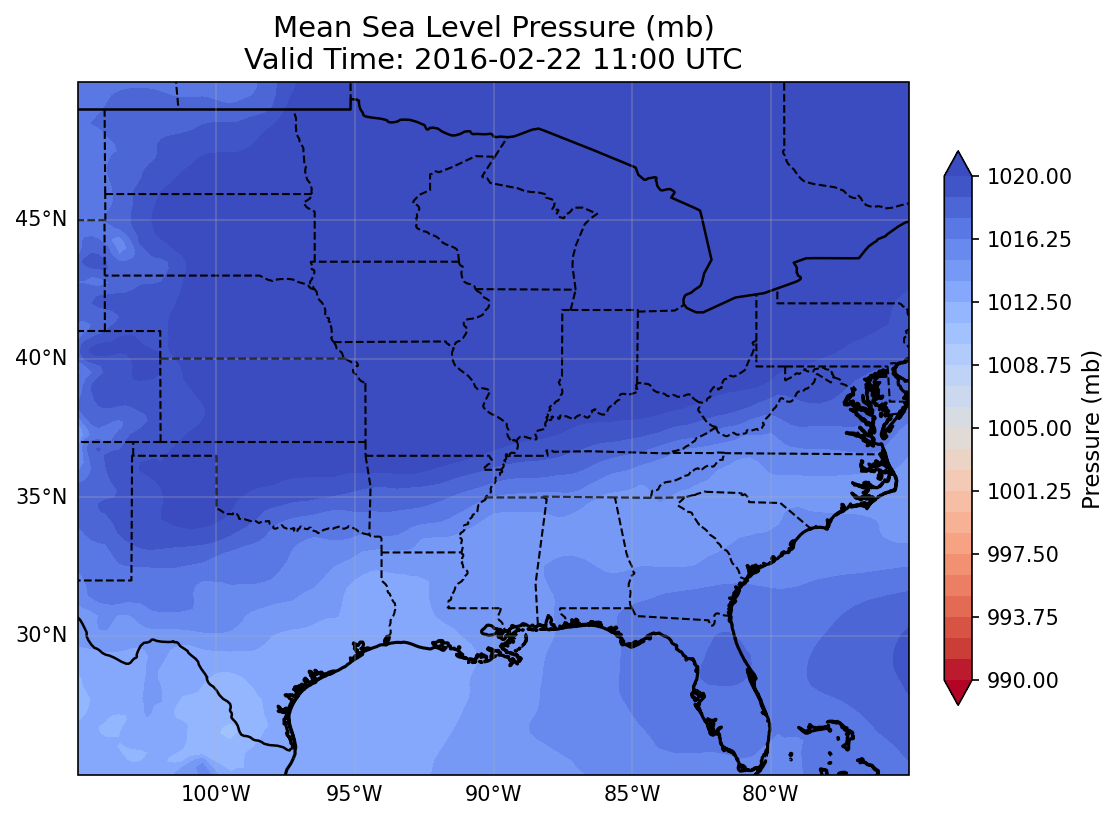 Mean Sea Level Pressure (mb)
Valid Time: 2016-02-22 11:00 UTC
45°N
40°N
35°N
30°N
100°W
95°W
90°W
85°W
80°W
1020.00
1016.25
1012.50
1008.75
1005.00
1001.25
997.50
993.75
990.00
Pressure (mb)